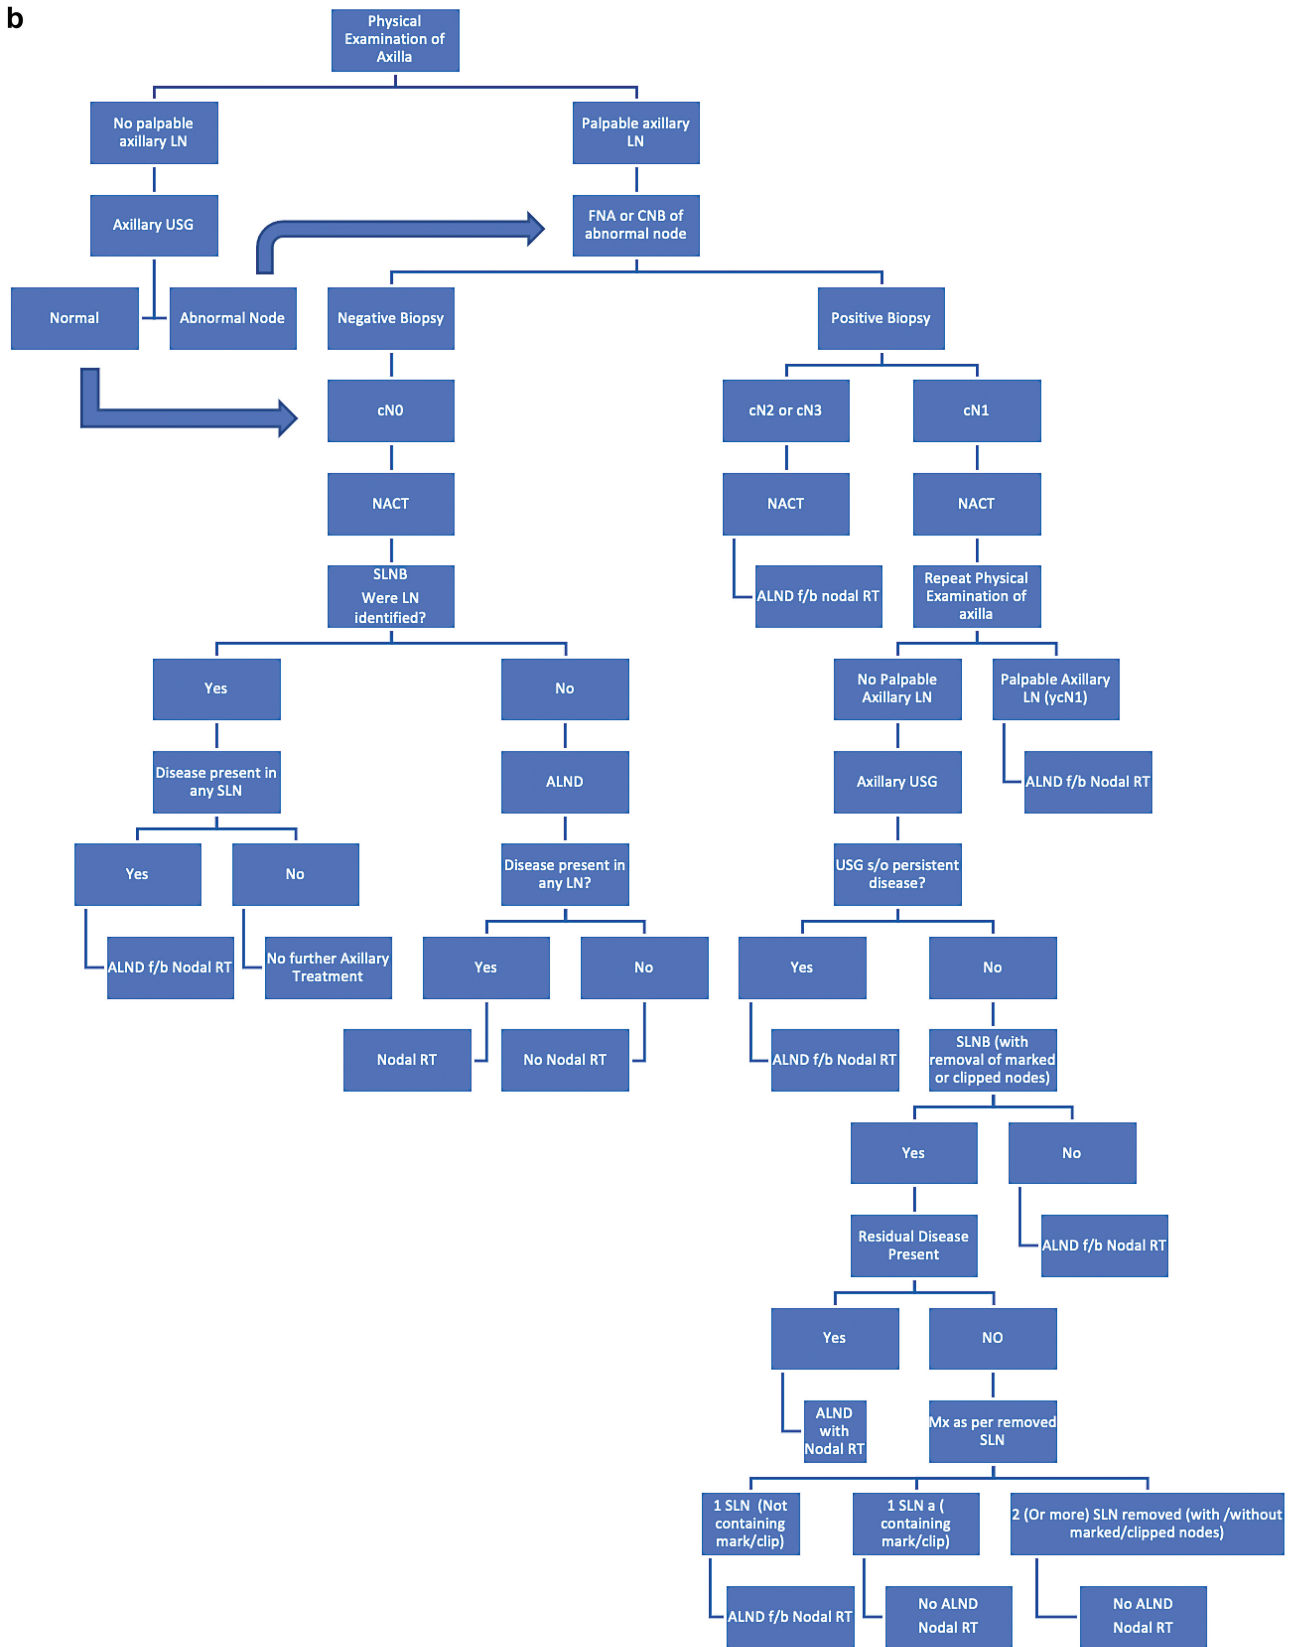 b
Physical
Examination of
Axilla
No palpable
axillary LN
Palpable axillary
LN
Axillary USG
FNA or CNB of
abnormal node
Normal
Abnormal Node
Negative Biopsy
Positive Biopsy
cN0
cN2 or cN3
cN1
NACT
NACT
NACT
SLNB
Were LN
identified?
ALND f/b nodal RT
Repeat Physical
Examination of
axilla
Yes
No
No Palpable
Axillary LN
Palpable Axillary
LN (ycN1)
Disease present in
any SLN
ALND
Axillary USG
ALND f/b Nodal RT
Yes
No
Disease present in
any LN?
USG s/o persistent
disease?
ALND f/b Nodal RT
No further Axillary
Treatment
Yes
No
Yes
No
Nodal RT
No Nodal RT
ALND f/b Nodal RT
SLNB (with
removal of marked
or clipped nodes)
Yes
No
Residual Disease
Present
ALND f/b Nodal RT
Yes
NO
ALND
with
Nodal RT
Mx as per removed
SLN
1 SLN (Not
containing
mark/clip)
1 SLN a (
containing
mark/clip)
2 (Or more) SLN removed (with /without
marked/clipped nodes)
ALND f/b Nodal RT
No ALND
Nodal RT
No ALND
Nodal RT